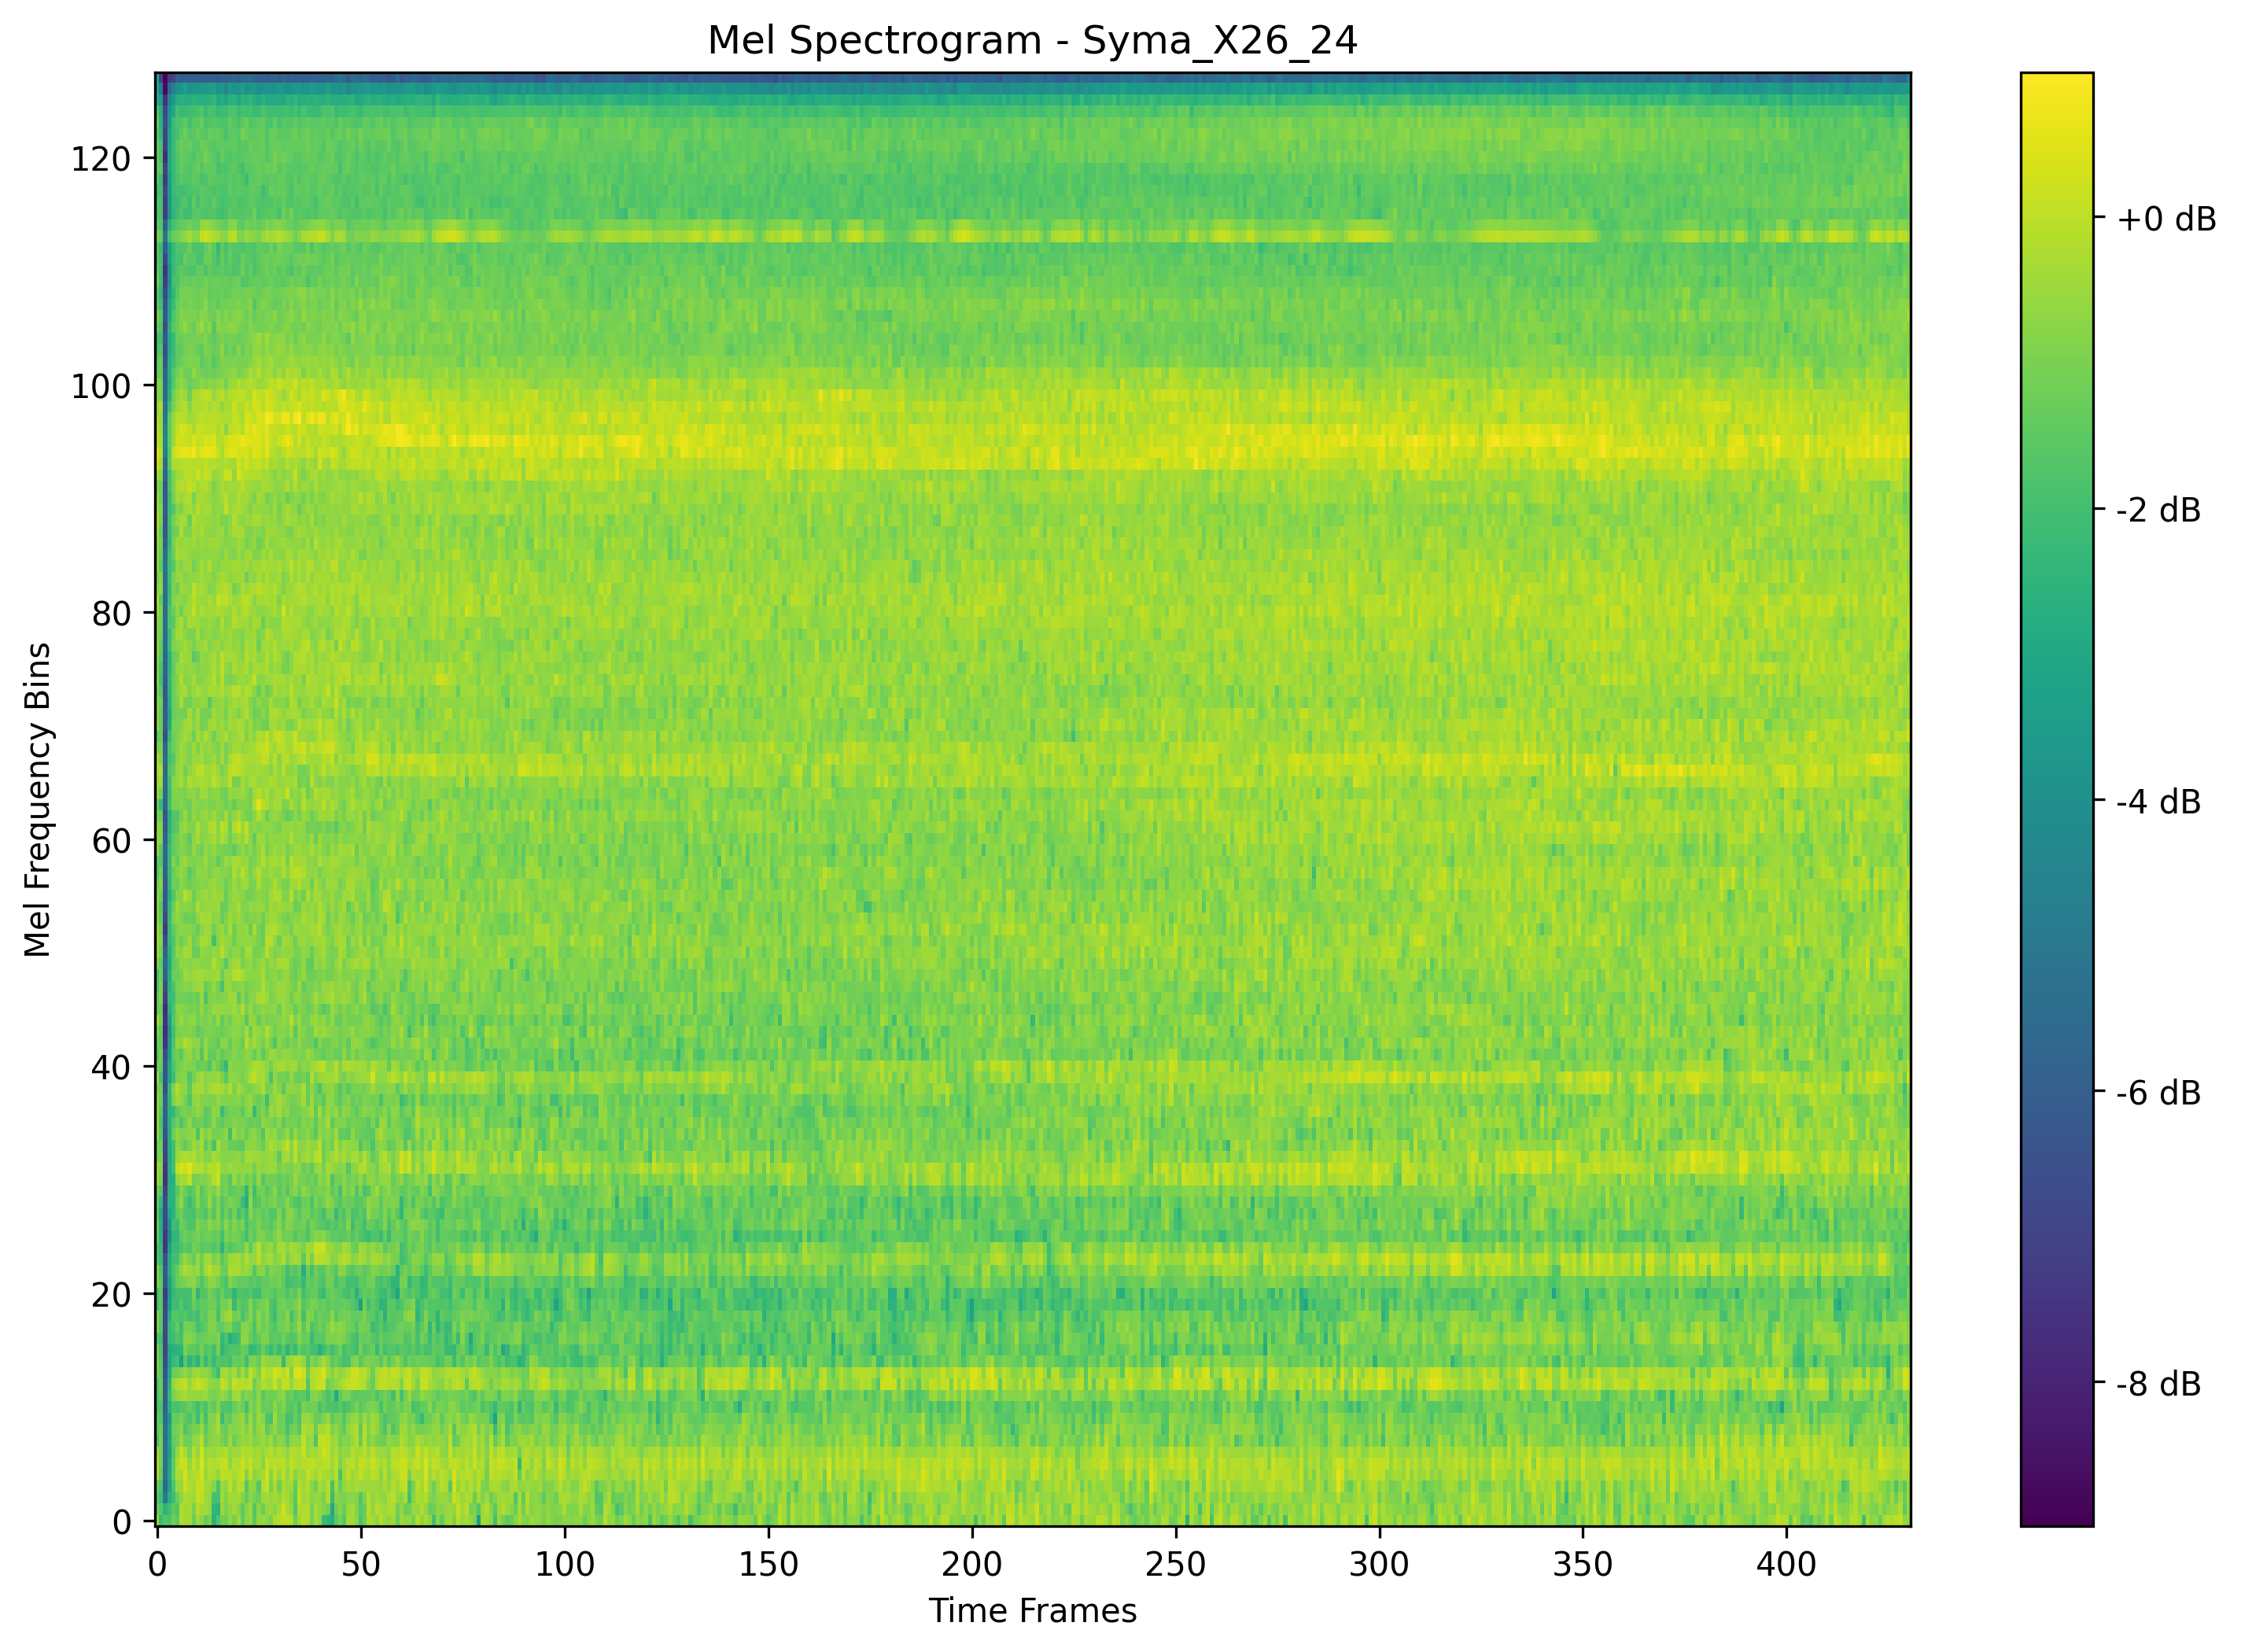 Mel Spectrogram - Syma_X26_24
Mel Frequency Bins
120
100
80
60
40
20
0
0 50 100 150 200 250 300 350 400
Time Frames
+0 dB
-2 dB
-4 dB
-6 dB
-8 dB